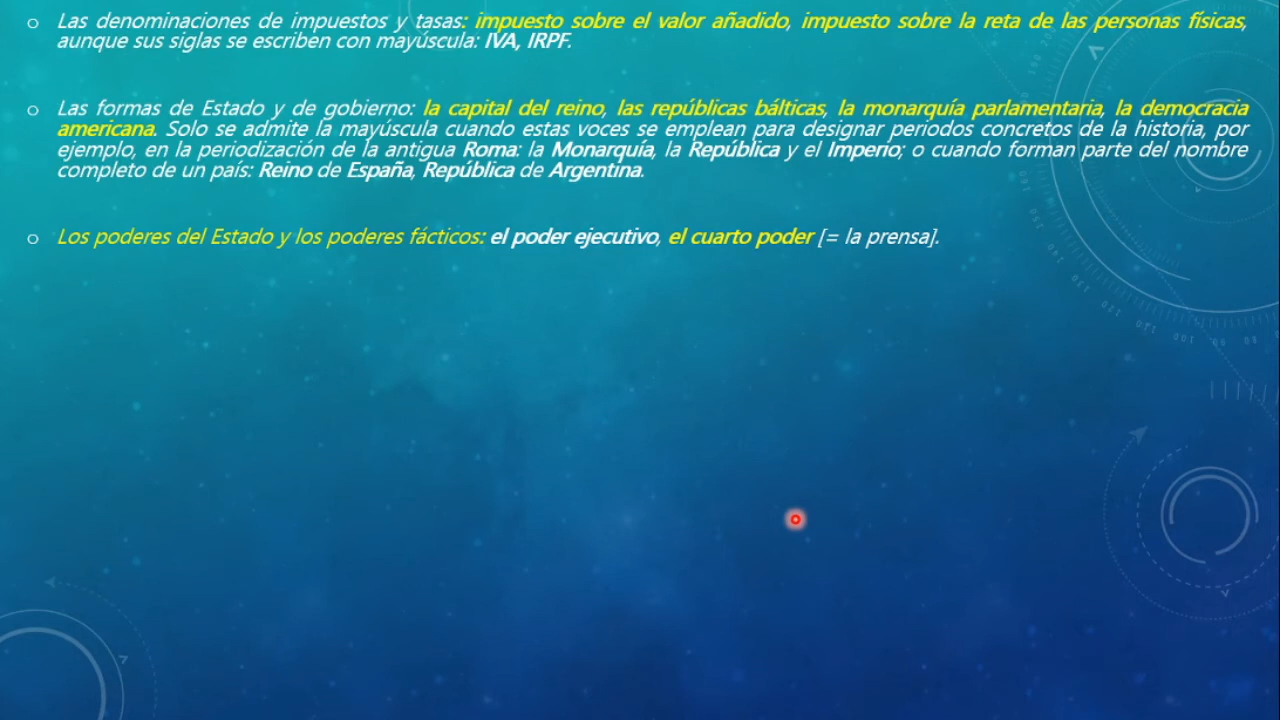 o Las denominaciones de impuestos y tasas: impuesto sobre el valor añadido, impuesto sobre la reta de las personas físicas,
aunque sus siglas se escriben con mayúscula: IVA, IRPF.
o Las formas de Estado y de gobierno: la capital del reino, las repúblicas bálticas, la monarquía parlamentaria, la democracia
americana. Solo se admite la mayúscula cuando estas voces se emplean para designar periodos concretos de la historia, por
ejemplo, en la periodización de la antigua Roma: la Monarquía, la República y el Imperio; o cuando forman parte del nombre
completo de un país: Reino de España, República de Argentina.
o Los poderes del Estado y los poderes fácticos: el poder ejecutivo, el cuarto poder [= la prensa].